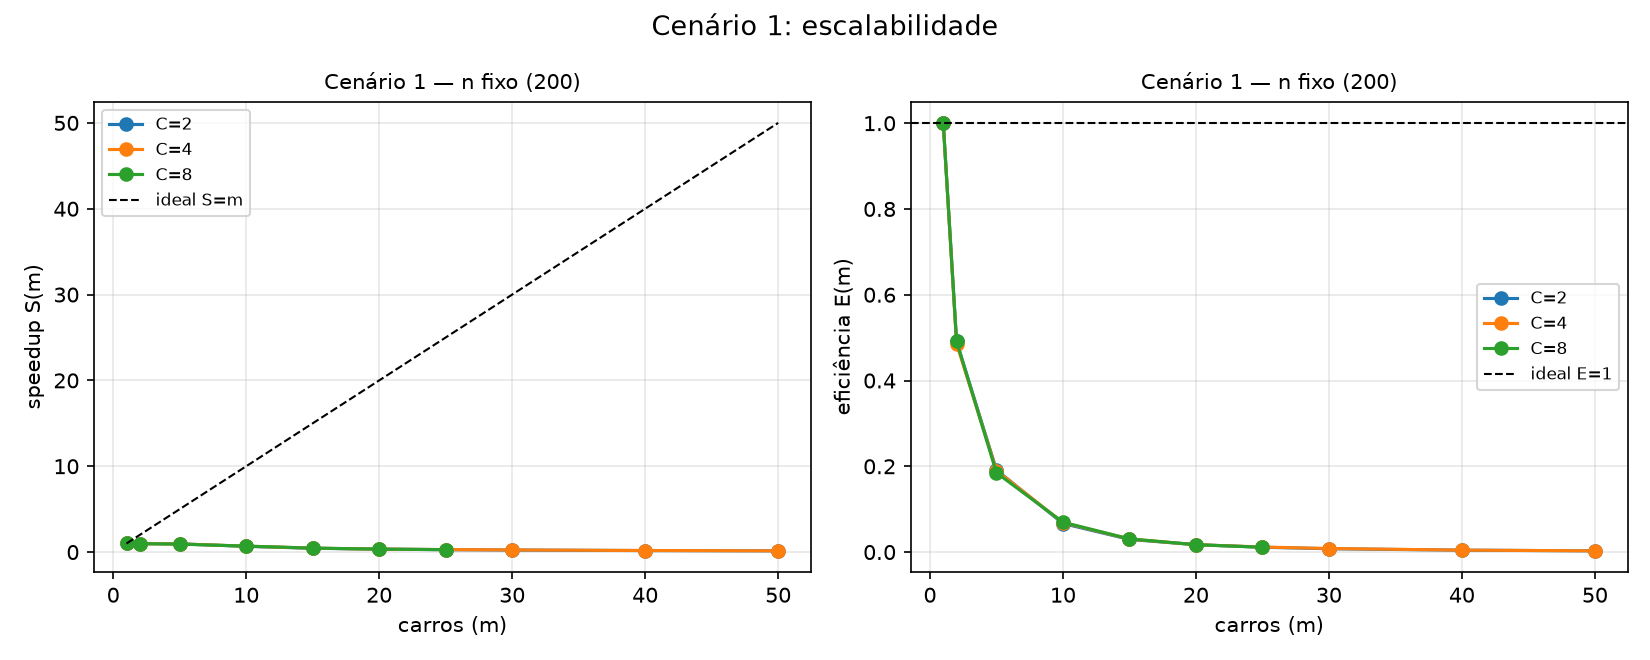 Cenário 1: escalabilidade
Cenário 1 — n fixo (200)
speedup S(m)
50
40
30
20
10
0
C=2
C=4
C=8
ideal S=m
0 10 20 30 40 50
carros (m)
Cenário 1 — n fixo (200)
eficiência E(m)
1.0
0.8
0.6
0.4
0.2
0.0
C=2
C=4
C=8
ideal E=1
0 10 20 30 40 50
carros (m)